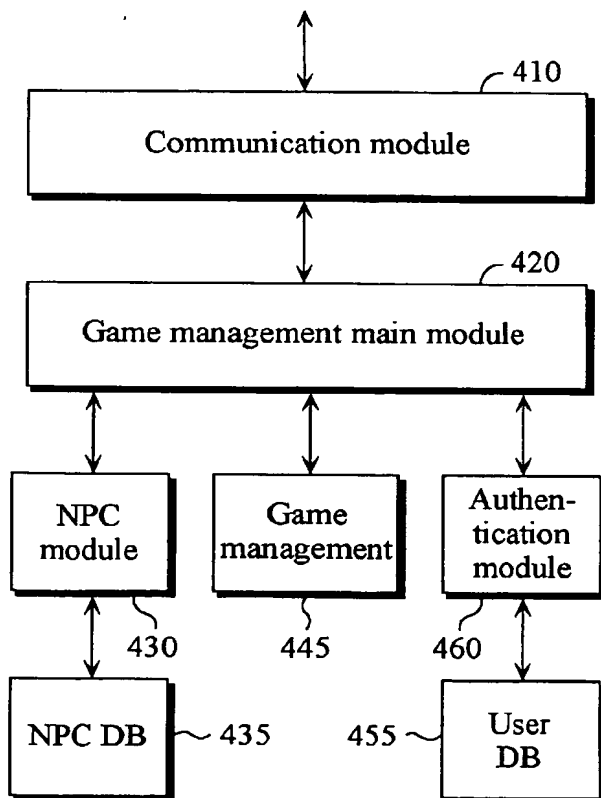 410
Communication module
420
Game management main module
NPC
module
Game
management
Authen-
tication
module
430
445
460
NPC DB
435
455
User
DB